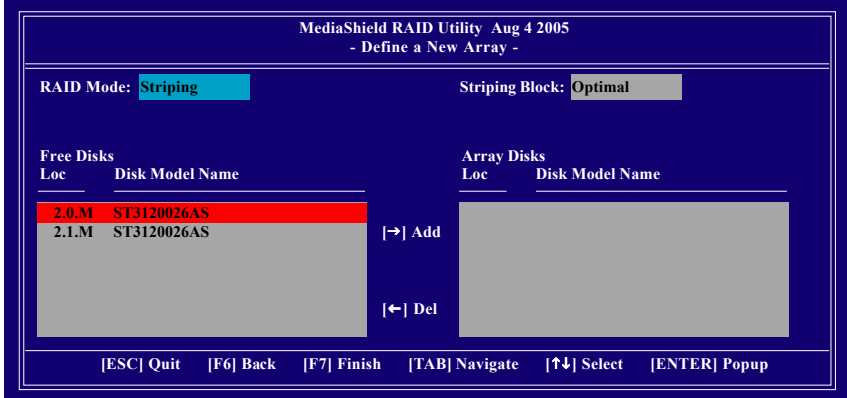 MediaShield RAID Utility Aug 4 2005
- Define a New Array -
RAID Mode: Striping Striping Block: Optimal
Free Disks Array Disks
Loc Disk Model Name Loc Disk Model Name
2.0.M ST3120026AS
2.1.M ST3120026AS
[→] Add
[←] Del
[ESC] Quit [F6] Back [F7] Finish [TAB] Navigate [↑↓] Select [ENTER] Popup